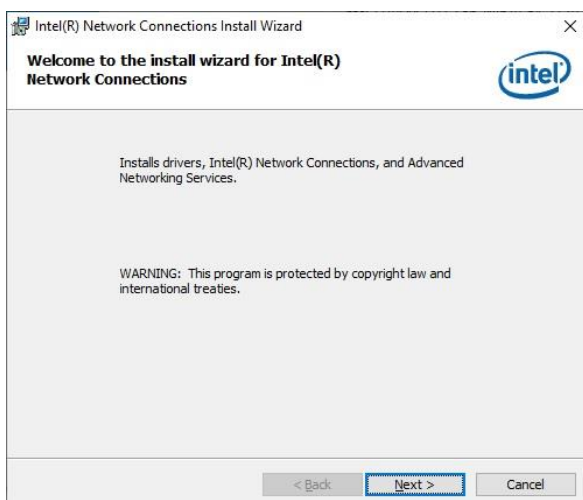 Intel(R) Network Connections Install Wizard
Welcome to the install wizard for Intel(R)
Network Connections
intel
Installs drivers, Intel(R) Network Connections, and Advanced
Networking Services.
WARNING: This program is protected by copyright law and
international treaties.
< Back Next > Cancel